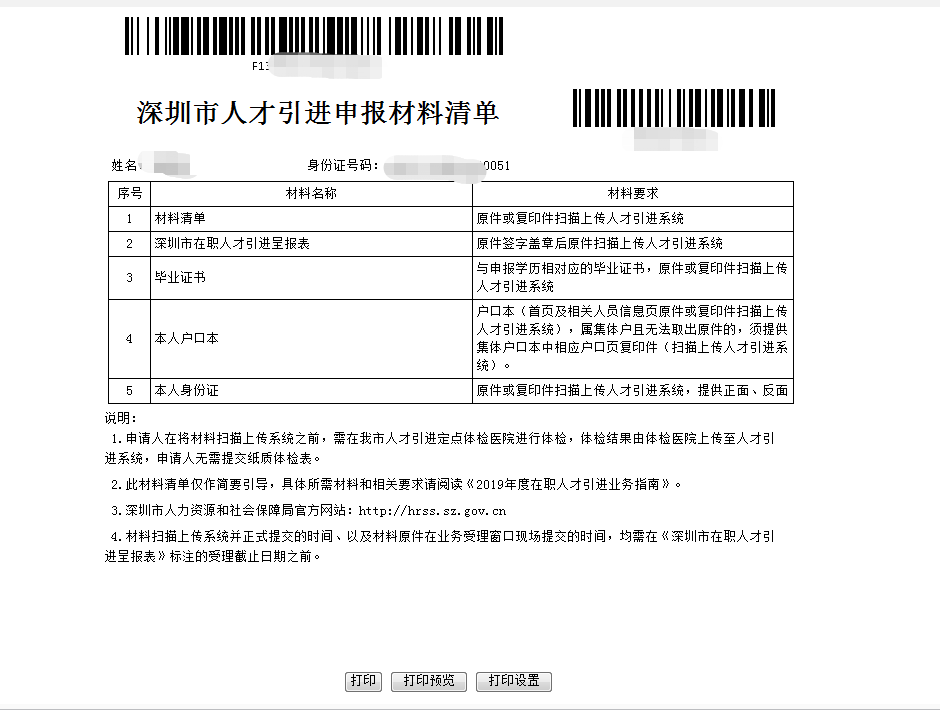 F13
深圳市人才引进申报材料清单
姓名: 身份证号码: 0051
序号 材料名称 材料要求
1 材料清单 原件或复印件扫描上传人才引进系统
2 深圳市在职人才引进呈报表 原件签字盖章后原件扫描上传人才引进系统
3 毕业证书 与申报学历相对应的毕业证书，原件或复印件扫描上传
人才引进系统
4 本人户口本 户口本（首页及相关人员信息页原件或复印件扫描上传
人才引进系统），属集体户且无法取出原件的，须提供
集体户口本中相应户口页复印件（扫描上传人才引进系
统）。
5 本人身份证 原件或复印件扫描上传人才引进系统，提供正面、反面
说明：
1.申请人在将材料扫描上传系统之前，需在我市人才引进定点体检医院进行体检，体检结果由体检医院上传至人才引
进系统，申请人无需提交纸质体检表。
2.此材料清单仅作简要引导，具体所需材料和相关要求请阅读《2019年度在职人才引进业务指南》。
3.深圳市人力资源和社会保障局官方网站：http://hrss.sz.gov.cn
4.材料扫描上传系统并正式提交的时间、以及材料原件在业务受理窗口现场提交的时间，均需在《深圳市在职人才引
进呈报表》标注的受理截止日期之前。
打印 打印预览 打印设置